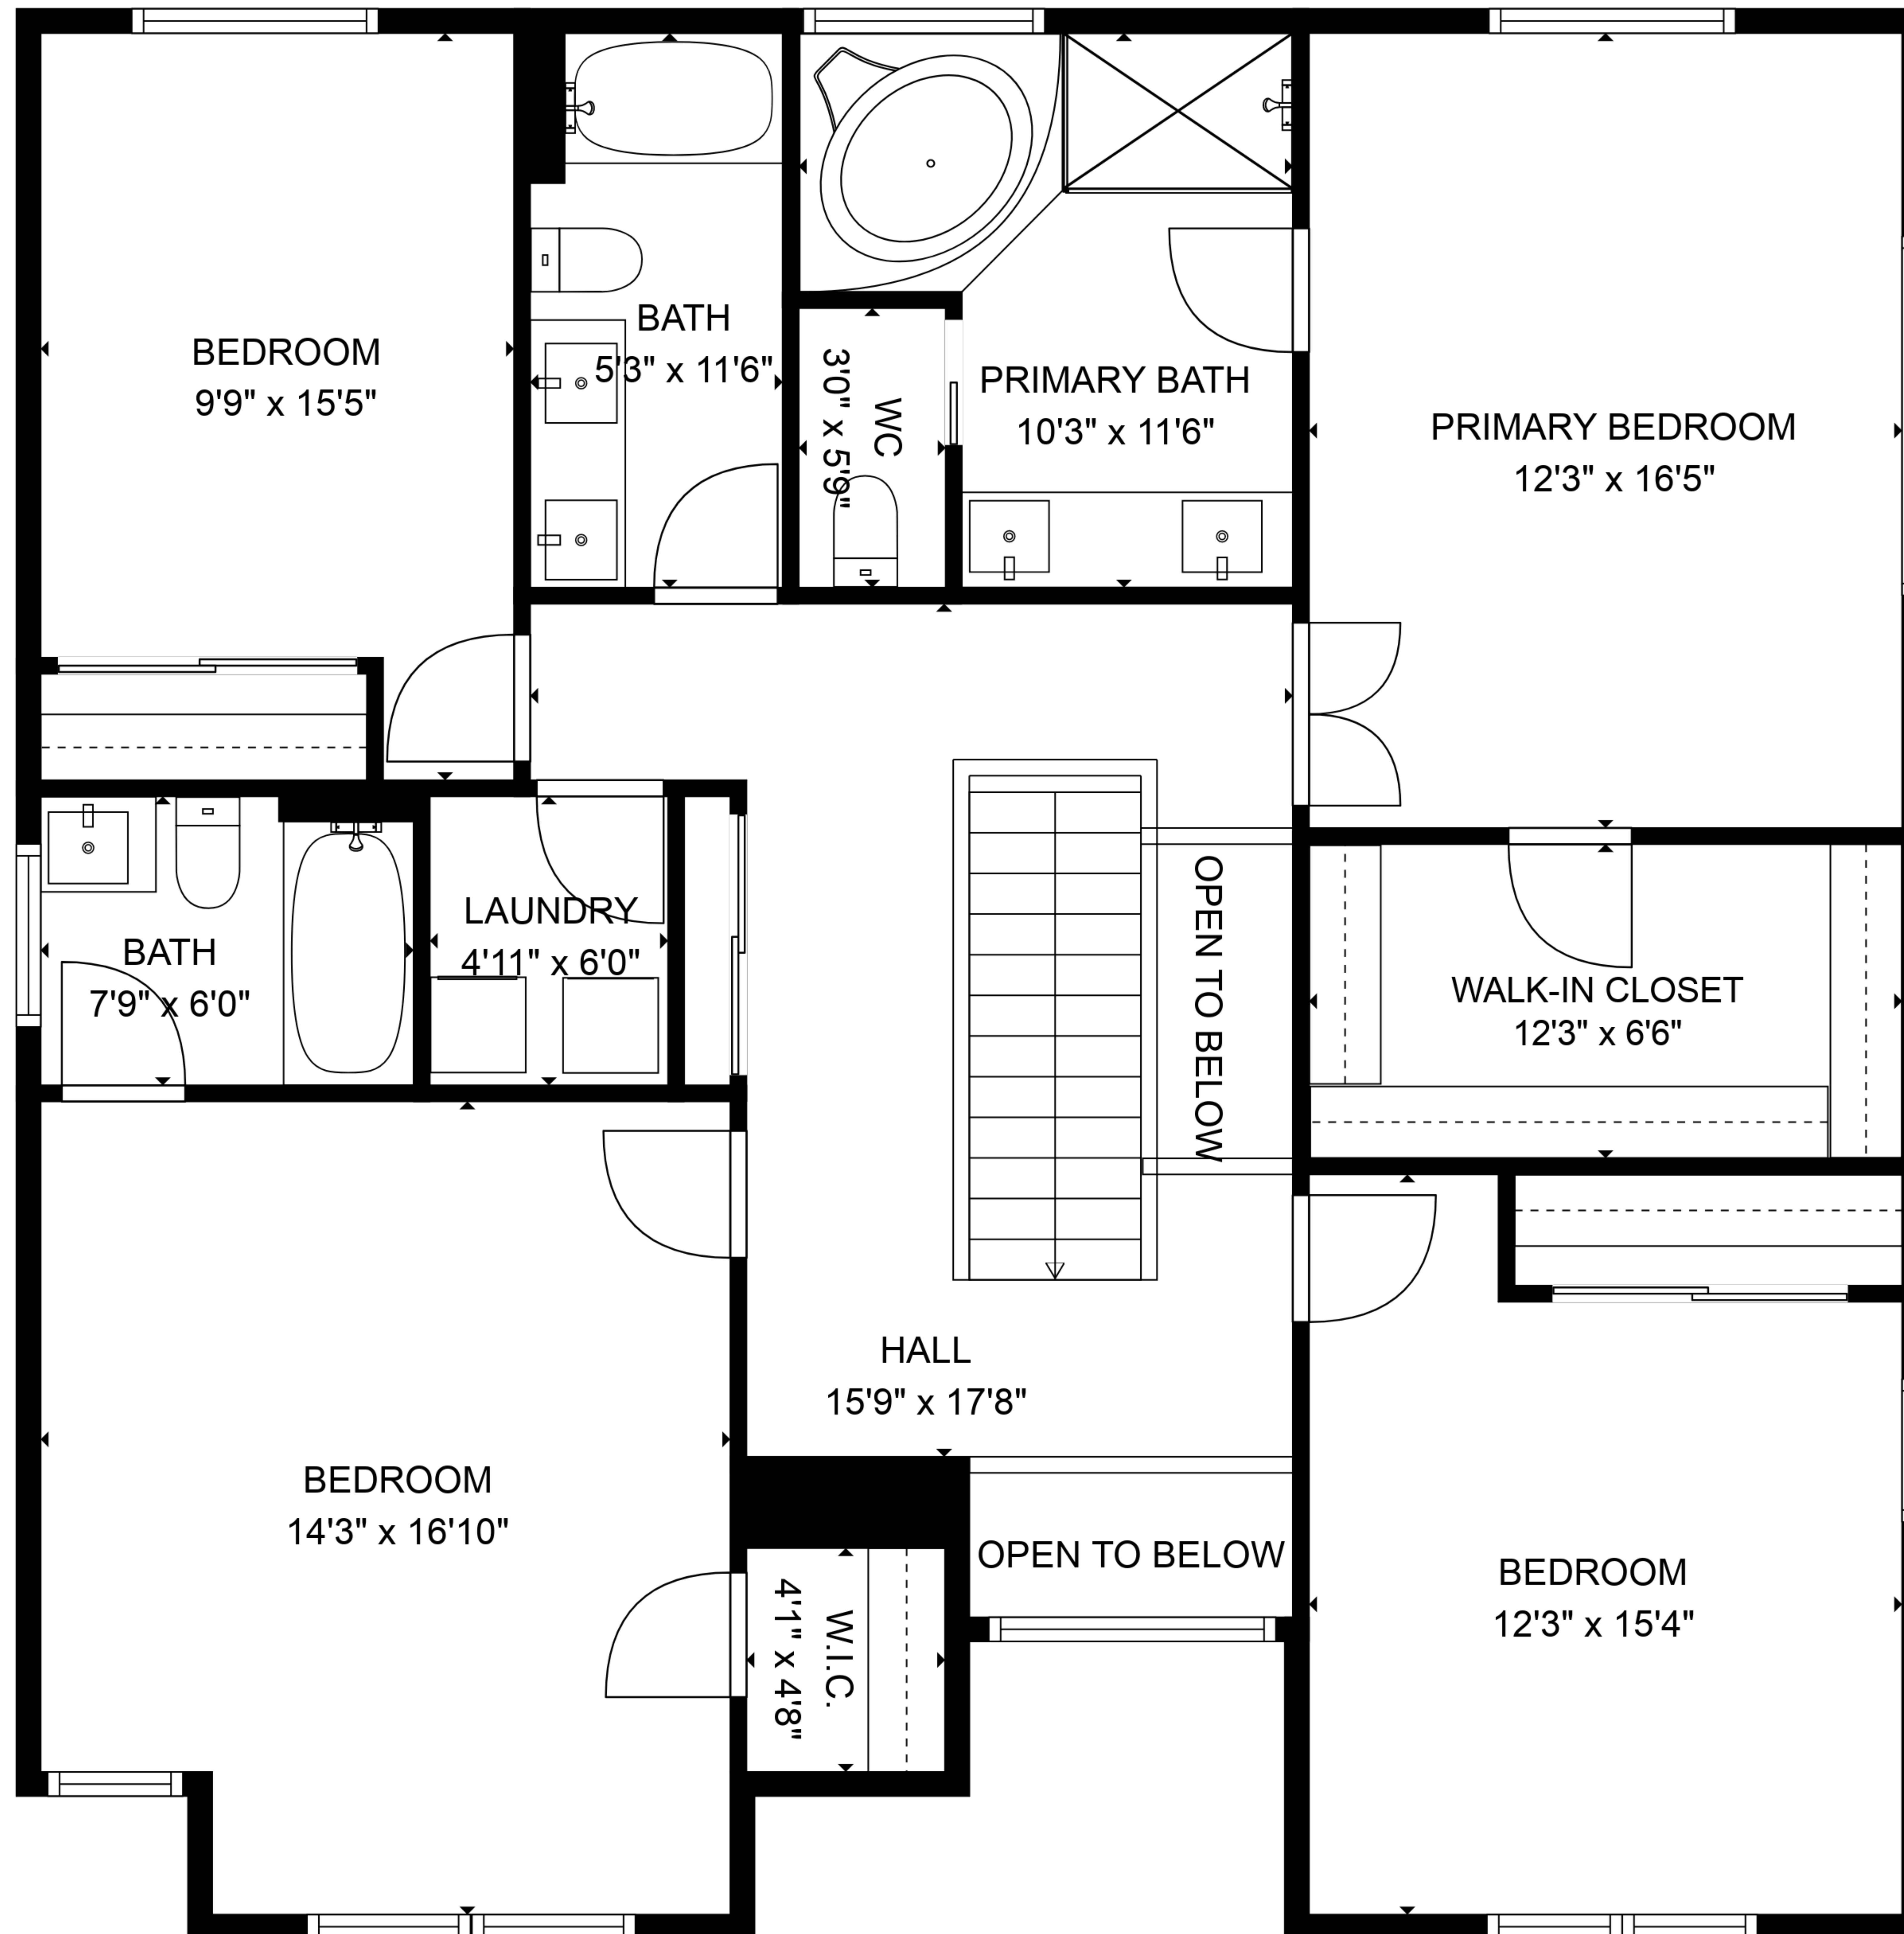 BEDROOM
9'9" x 15'5"
BATH
5'3" x 11'6"
WC
3'0" x 5'9"
PRIMARY BATH
10'3" x 11'6"
PRIMARY BEDROOM
12'3" x 16'5"
BATH
7'9" x 6'0"
LAUNDRY
4'11" x 6'0"
OPEN TO BELOW
WALK-IN CLOSET
12'3" x 6'6"
HALL
15'9" x 17'8"
BEDROOM
14'3" x 16'10"
OPEN TO BELOW
W.I.C.
4'1" x 4'8"
BEDROOM
12'3" x 15'4"